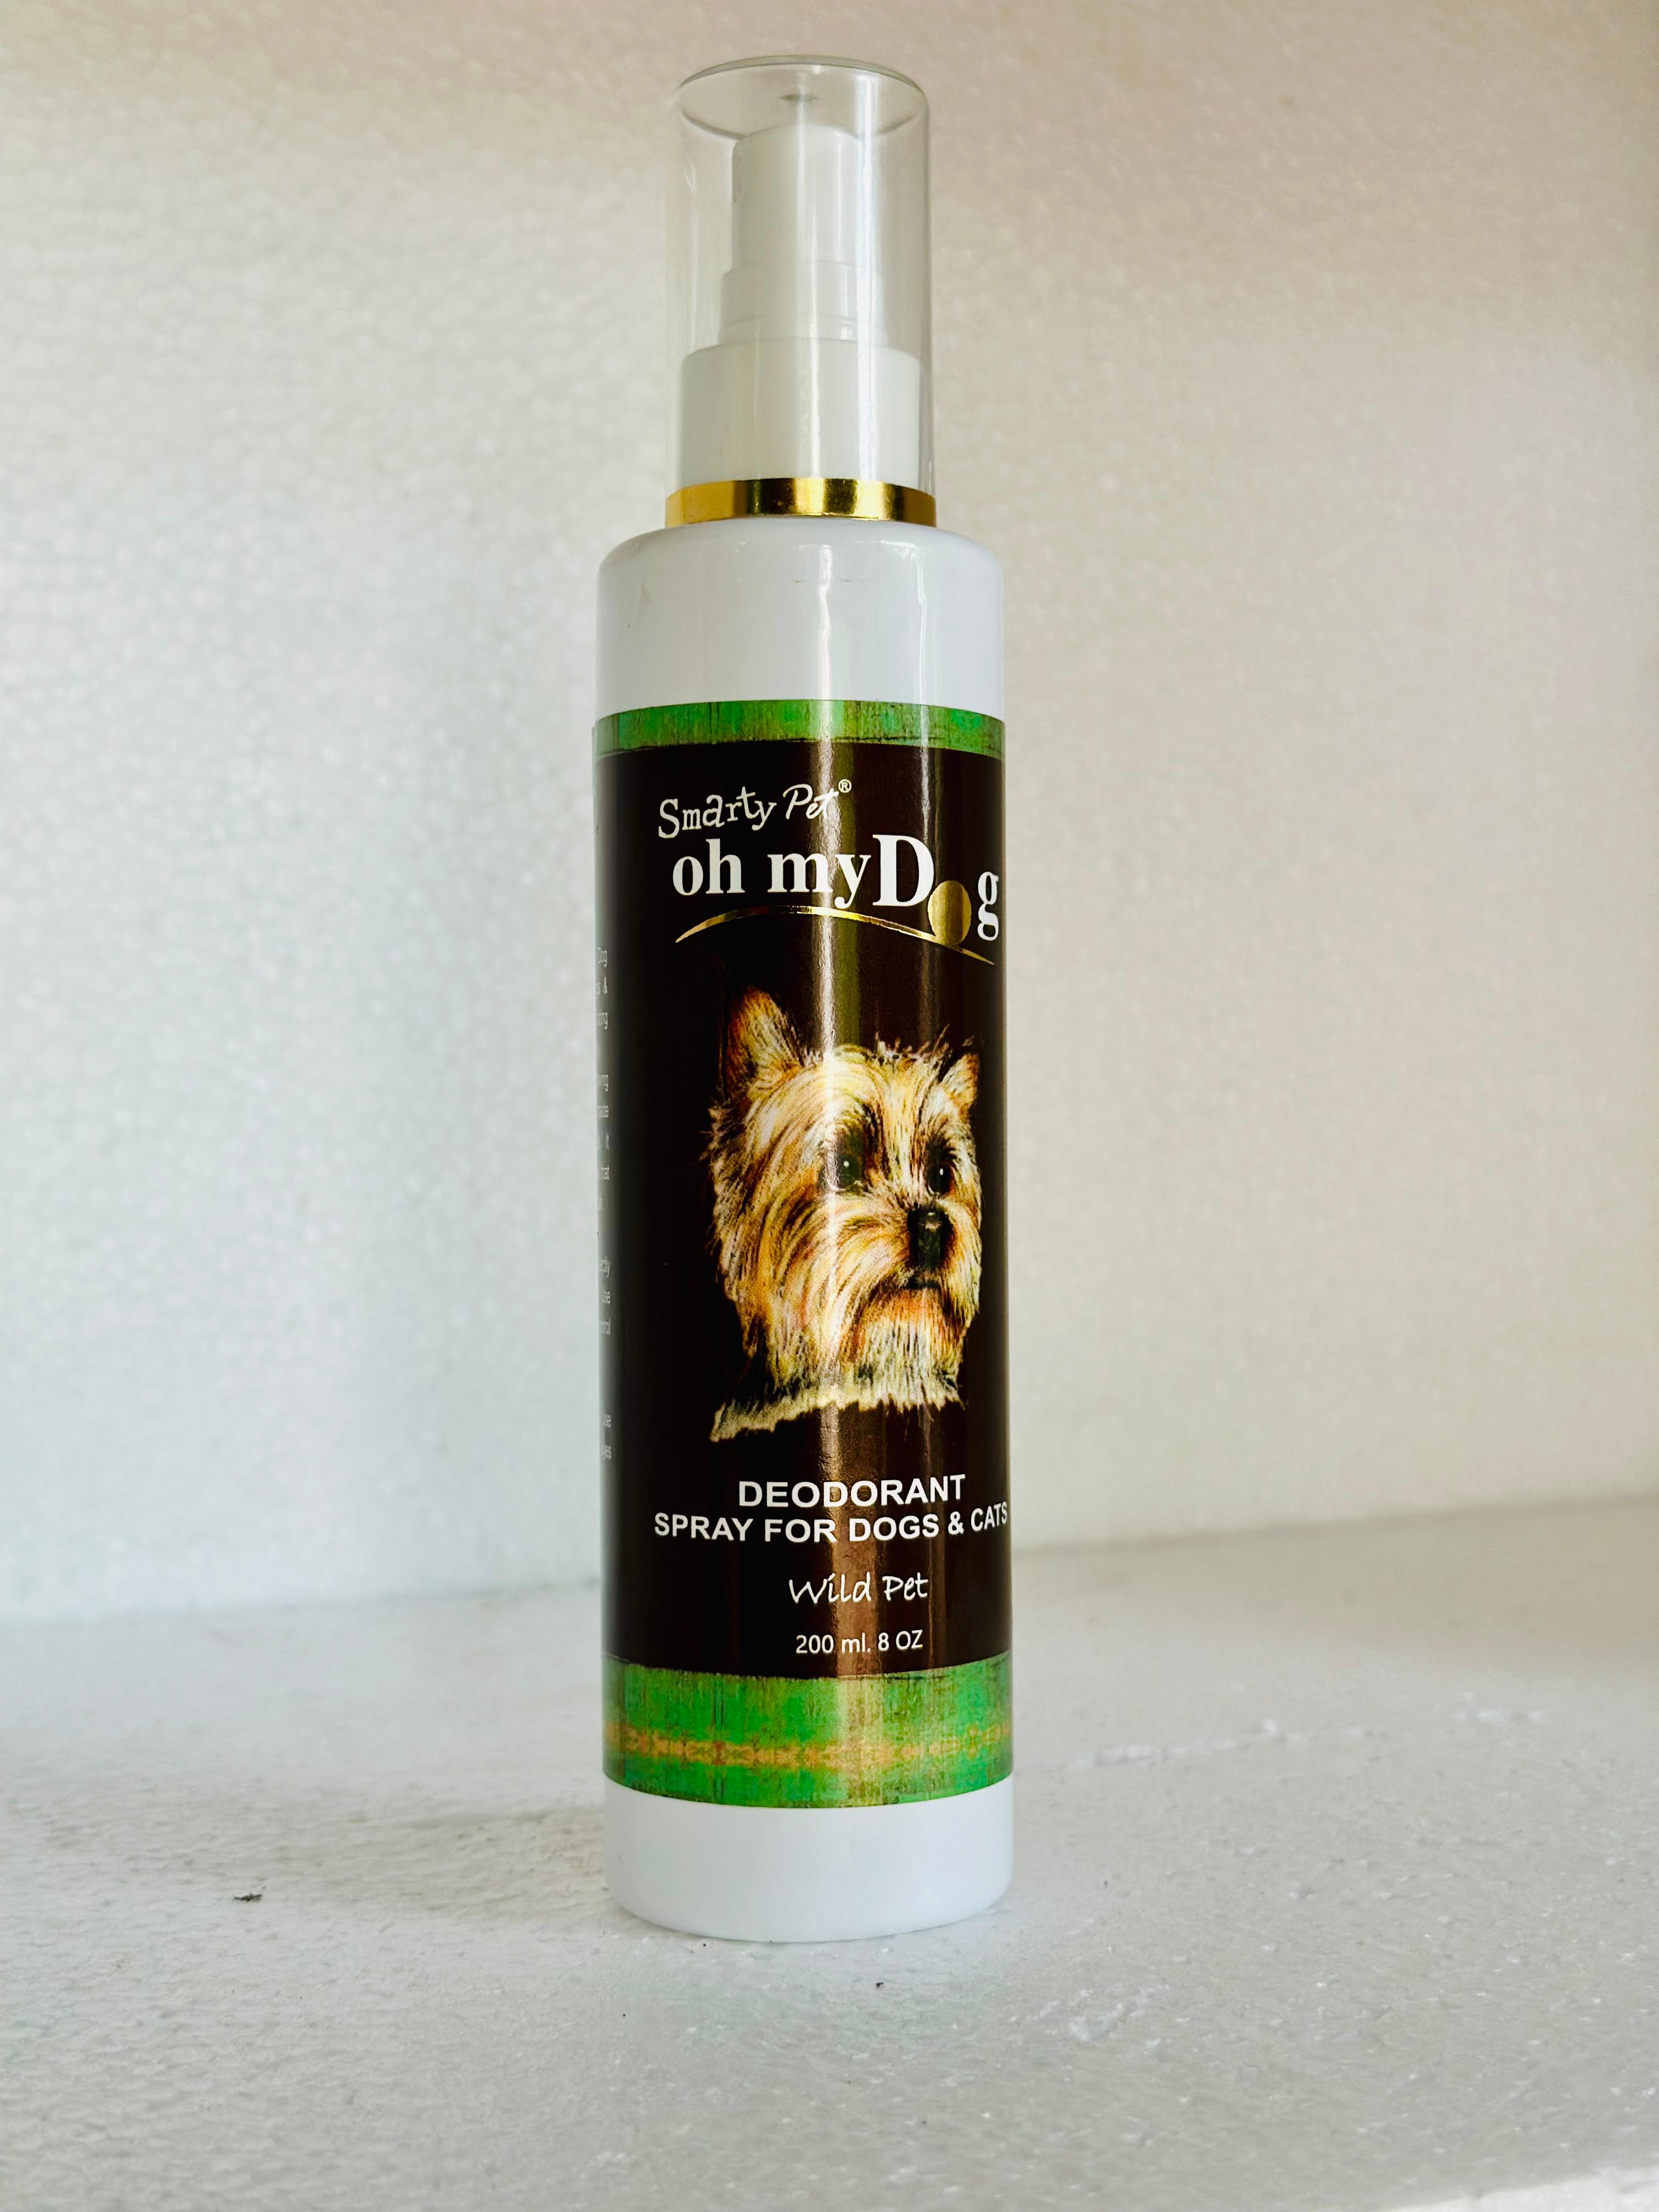 Smarty Pet®
oh myDog
DEODORANT
SPRAY FOR DOGS & CATS
Wild Pet
200 ml. 8 OZ